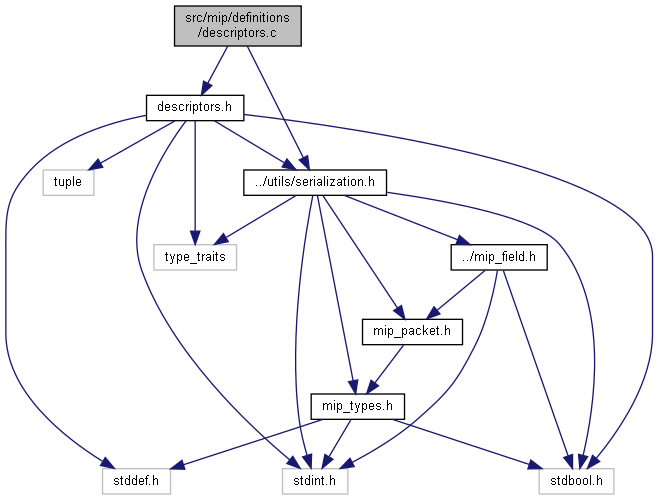 src/mip/definitions
/descriptors.c
descriptors.h
tuple
../utils/serialization.h
type_traits
../mip_field.h
mip_packet.h
mip_types.h
stddef.h
stdint.h
stdbool.h